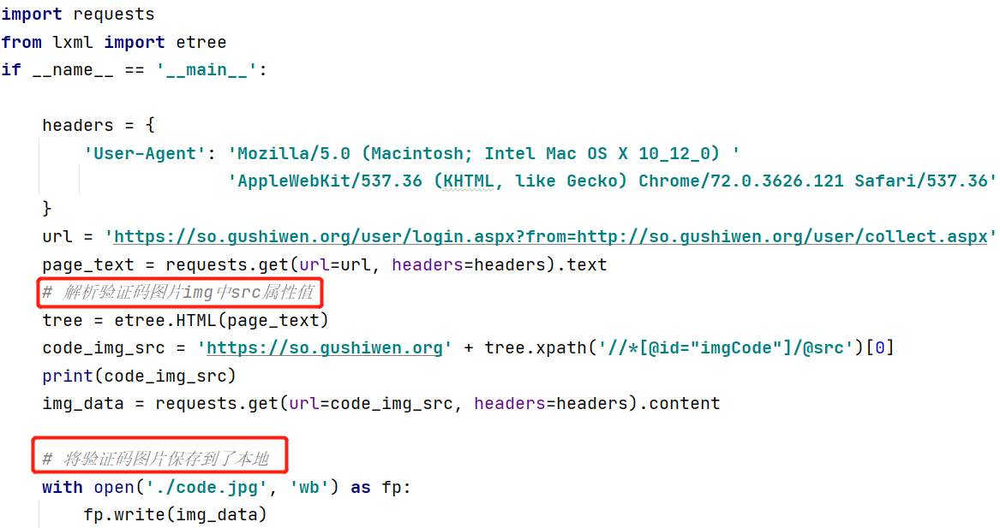 import requests
from lxml import etree
if __name__ == '__main__':
headers = {
'User-Agent': 'Mozilla/5.0 (Macintosh; Intel Mac OS X 10_12_0) '
'AppleWebKit/537.36 (KHTML, like Gecko) Chrome/72.0.3626.121 Safari/537.36'
}
url = 'https://so.gushiwen.org/user/login.aspx?from=http://so.gushiwen.org/user/collect.aspx'
page_text = requests.get(url=url, headers=headers).text
# 解析验证码图片img中src属性值
tree = etree.HTML(page_text)
code_img_src = 'https://so.gushiwen.org' + tree.xpath('//*[@id="imgCode"]/@src')[0]
print(code_img_src)
img_data = requests.get(url=code_img_src, headers=headers).content
# 将验证码图片保存到了本地
with open('./code.jpg', 'wb') as fp:
fp.write(img_data)